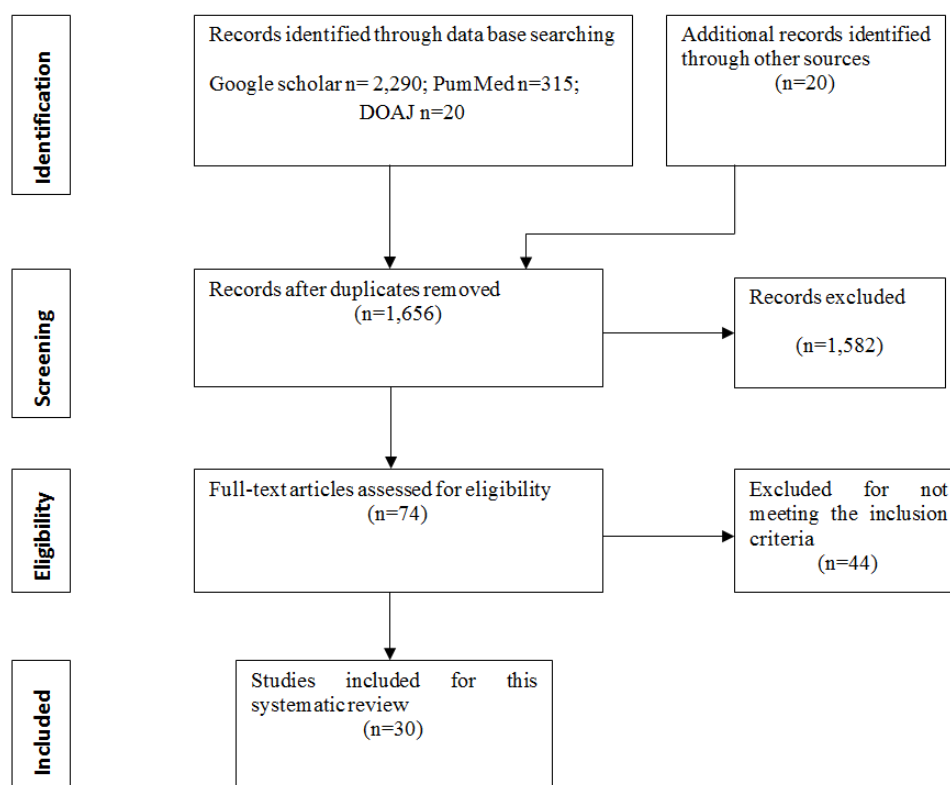 Identification
Records identified through data base searching
Google scholar n= 2,290; PumMed n=315;
DOAJ n=20
Additional records identified
through other sources
(n=20)
Screening
Records after duplicates removed
(n=1,656)
Records excluded
(n=1,582)
Eligibility
Full-text articles assessed for eligibility
(n=74)
Excluded for not
meeting the inclusion
criteria
(n=44)
Included
Studies included for this
systematic review
(n=30)